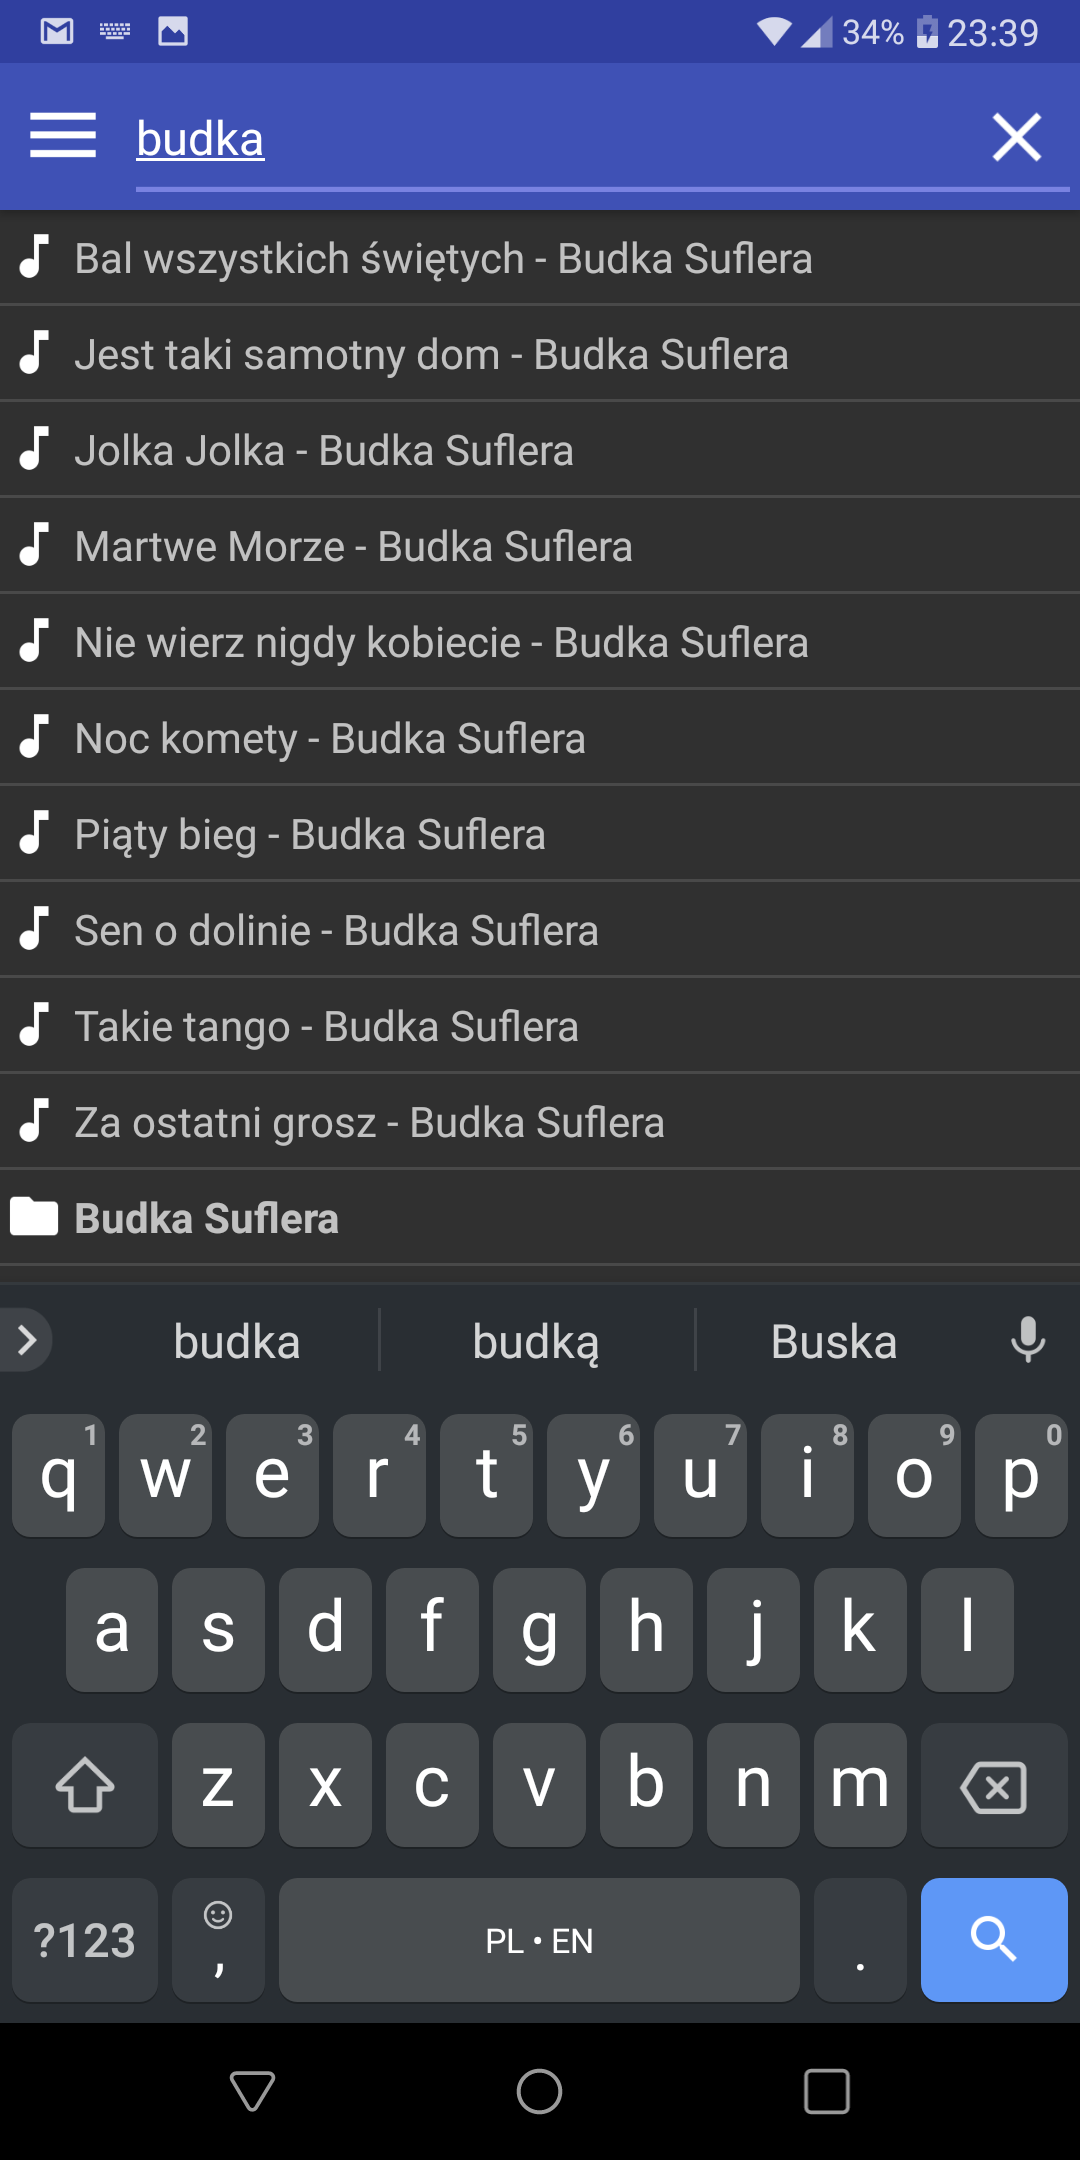 34% 23:39
budka
Bal wszystkich świętych - Budka Suflera
Jest taki samotny dom - Budka Suflera
Jolka Jolka - Budka Suflera
Martwe Morze - Budka Suflera
Nie wierz nigdy kobiecie - Budka Suflera
Noc komety - Budka Suflera
Piąty bieg - Budka Suflera
Sen o dolinie - Budka Suflera
Takie tango - Budka Suflera
Za ostatni grosz - Budka Suflera
Budka Suflera
budka budką Buska
1 2 3 4 5 6 7 8 9 0
q w e r t y u i o p
a s d f g h j k l
z x c v b n m
?123 , PL • EN .